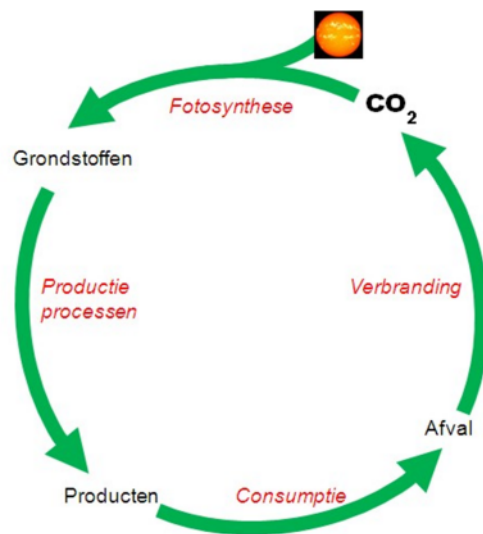 CO2
Fotosynthese
Grondstoffen
Productie
processen
Verbranding
Afval
Producten
Consumptie